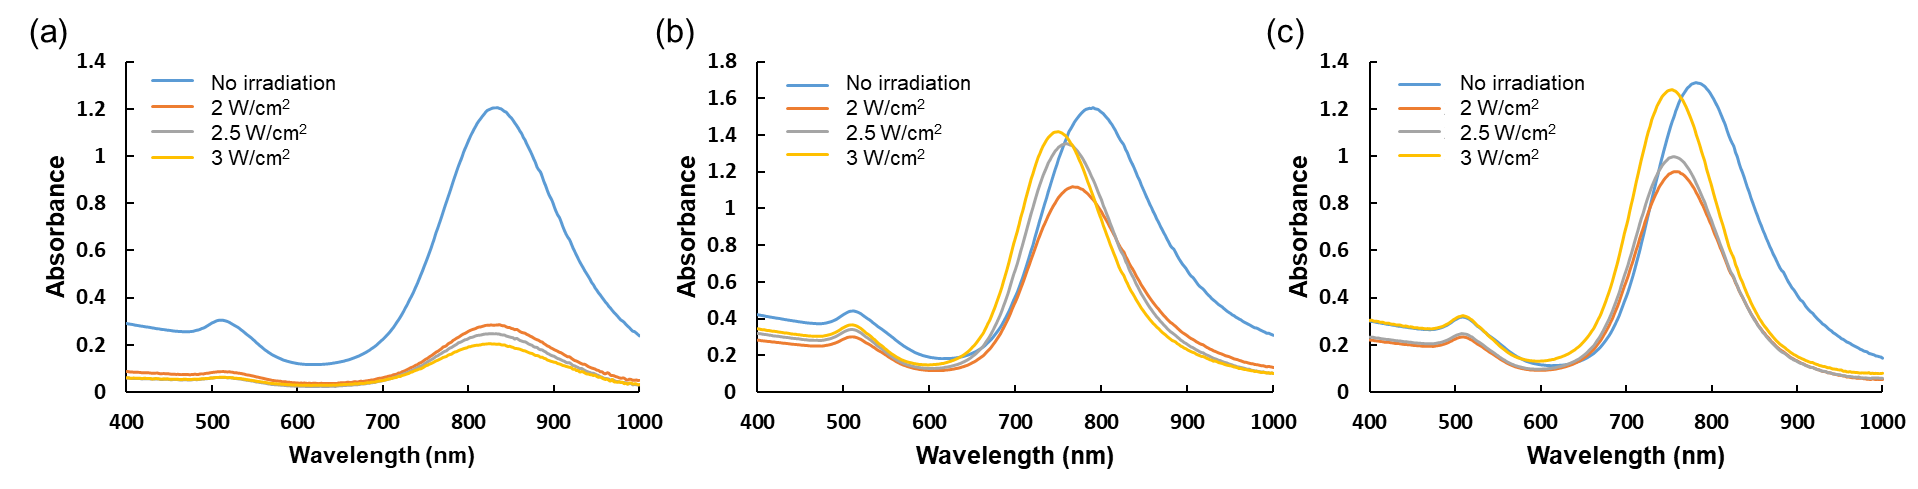 (a)
1.4
1.2
1
0.8
0.6
0.4
0.2
0
Absorbance
No irradiation
2 W/cm²
2.5 W/cm²
3 W/cm²
400 500 600 700 800 900 1000
Wavelength (nm)
(b)
1.8
1.6
1.4
1.2
1
0.8
0.6
0.4
0.2
0
Absorbance
No irradiation
2 W/cm²
2.5 W/cm²
3 W/cm²
400 500 600 700 800 900 1000
Wavelength (nm)
(c)
1.4
1.2
1
0.8
0.6
0.4
0.2
0
Absorbance
No irradiation
2 W/cm²
2.5 W/cm²
3 W/cm²
400 500 600 700 800 900 1000
Wavelength (nm)